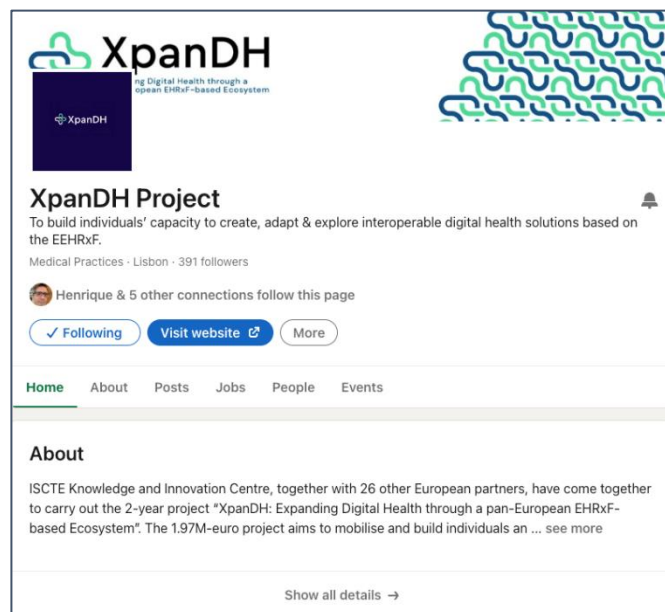 XpanDH
ng Digital Health through a
opean EHRxF-based Ecosystem
XpanDH
XpanDH Project
To build individuals' capacity to create, adapt & explore interoperable digital health solutions based on
the EEHRxF.
Medical Practices · Lisbon · 391 followers
Henrique & 5 other connections follow this page
✓ Following Visit website More
Home About Posts Jobs People Events
About
ISCTE Knowledge and Innovation Centre, together with 26 other European partners, have come together
to carry out the 2-year project “XpanDH: Expanding Digital Health through a pan-European EHRxF-
based Ecosystem”. The 1.97M-euro project aims to mobilise and build individuals an ... see more
Show all details →